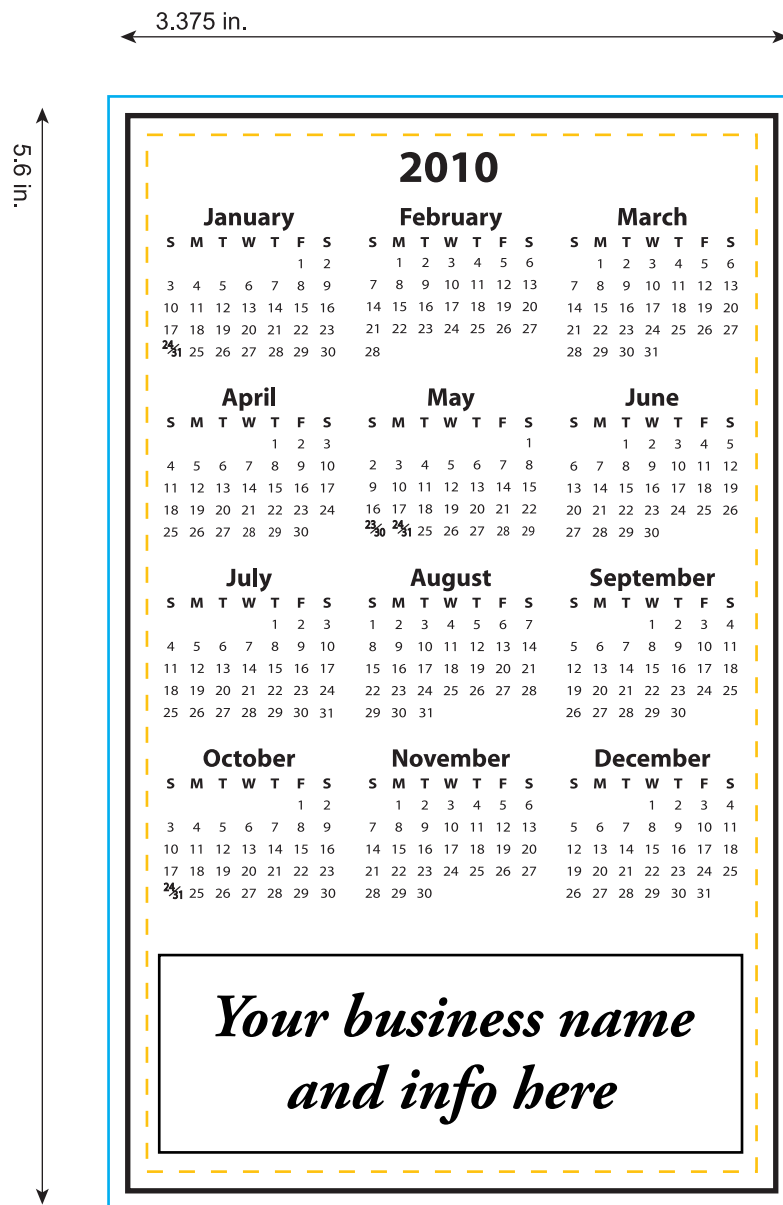 3.375 in.
5.6 in.
2010
January February March
S M T W T F S S M T W T F S S M T W T F S
1 2 1 2 3 4 5 6 1 2 3 4 5 6
3 4 5 6 7 8 9 7 8 9 10 11 12 13 7 8 9 10 11 12 13
10 11 12 13 14 15 16 14 15 16 17 18 19 20 14 15 16 17 18 19 20
17 18 19 20 21 22 23 21 22 23 24 25 26 27 21 22 23 24 25 26 27
24/31 25 26 27 28 29 30 28 28 29 30 31
April May June
S M T W T F S S M T W T F S S M T W T F S
1 2 3 1 1 2 3 4 5
4 5 6 7 8 9 10 2 3 4 5 6 7 8 6 7 8 9 10 11 12
11 12 13 14 15 16 17 9 10 11 12 13 14 15 13 14 15 16 17 18 19
18 19 20 21 22 23 24 16 17 18 19 20 21 22 20 21 22 23 24 25 26
25 26 27 28 29 30 23/30 24/31 25 26 27 28 29 27 28 29 30
July August September
S M T W T F S S M T W T F S S M T W T F S
1 2 3 1 2 3 4 5 6 7 1 2 3 4
4 5 6 7 8 9 10 8 9 10 11 12 13 14 5 6 7 8 9 10 11
11 12 13 14 15 16 17 15 16 17 18 19 20 21 12 13 14 15 16 17 18
18 19 20 21 22 23 24 22 23 24 25 26 27 28 19 20 21 22 23 24 25
25 26 27 28 29 30 31 29 30 31 26 27 28 29 30
October November December
S M T W T F S S M T W T F S S M T W T F S
1 2 1 2 3 4 5 6 1 2 3 4
3 4 5 6 7 8 9 7 8 9 10 11 12 13 5 6 7 8 9 10 11
10 11 12 13 14 15 16 14 15 16 17 18 19 20 12 13 14 15 16 17 18
17 18 19 20 21 22 23 21 22 23 24 25 26 27 19 20 21 22 23 24 25
24/31 25 26 27 28 29 30 28 29 30 26 27 28 29 30 31
Your business name
and info here